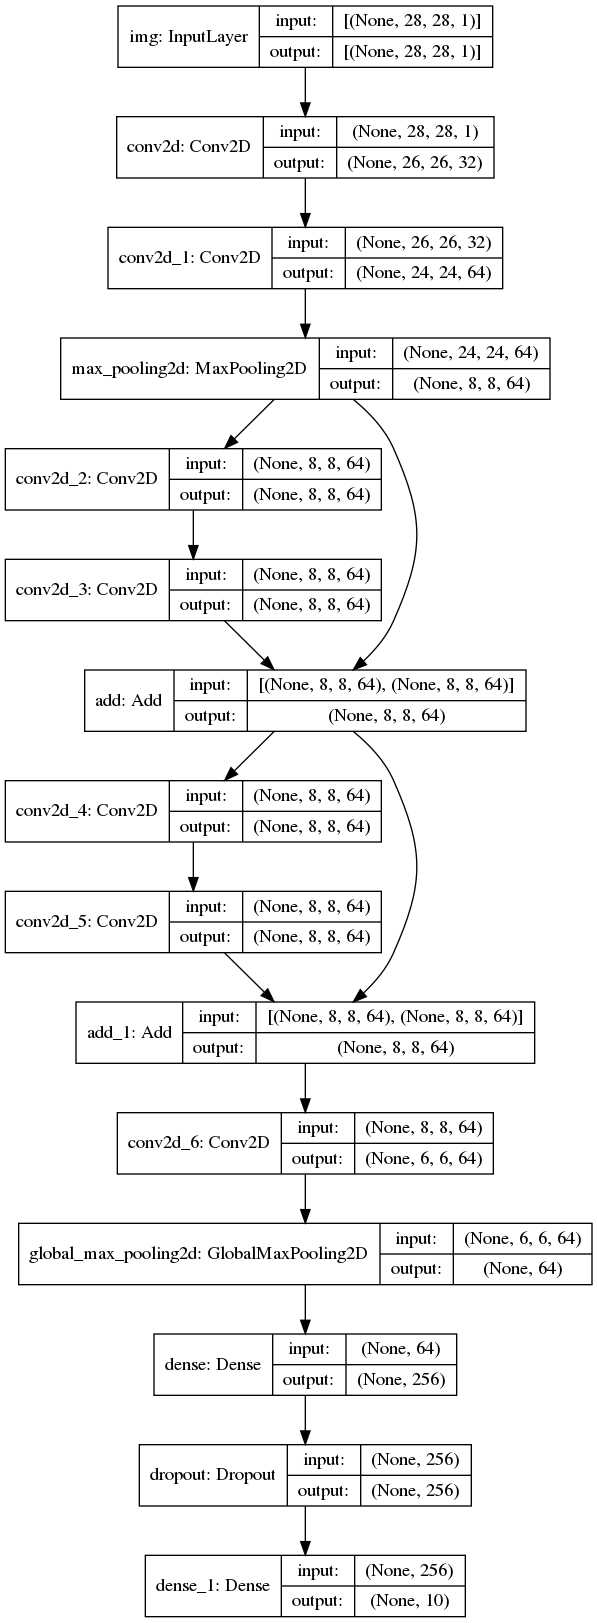 img: InputLayer
input:
[(None, 28, 28, 1)]
output:
[(None, 28, 28, 1)]
conv2d: Conv2D
input:
(None, 28, 28, 1)
output:
(None, 26, 26, 32)
conv2d_1: Conv2D
input:
(None, 26, 26, 32)
output:
(None, 24, 24, 64)
max_pooling2d: MaxPooling2D
input:
(None, 24, 24, 64)
output:
(None, 8, 8, 64)
conv2d_2: Conv2D
input:
(None, 8, 8, 64)
output:
(None, 8, 8, 64)
conv2d_3: Conv2D
input:
(None, 8, 8, 64)
output:
(None, 8, 8, 64)
add: Add
input:
[(None, 8, 8, 64), (None, 8, 8, 64)]
output:
(None, 8, 8, 64)
conv2d_4: Conv2D
input:
(None, 8, 8, 64)
output:
(None, 8, 8, 64)
conv2d_5: Conv2D
input:
(None, 8, 8, 64)
output:
(None, 8, 8, 64)
add_1: Add
input:
[(None, 8, 8, 64), (None, 8, 8, 64)]
output:
(None, 8, 8, 64)
conv2d_6: Conv2D
input:
(None, 8, 8, 64)
output:
(None, 6, 6, 64)
global_max_pooling2d: GlobalMaxPooling2D
input:
(None, 6, 6, 64)
output:
(None, 64)
dense: Dense
input:
(None, 64)
output:
(None, 256)
dropout: Dropout
input:
(None, 256)
output:
(None, 256)
dense_1: Dense
input:
(None, 256)
output:
(None, 10)